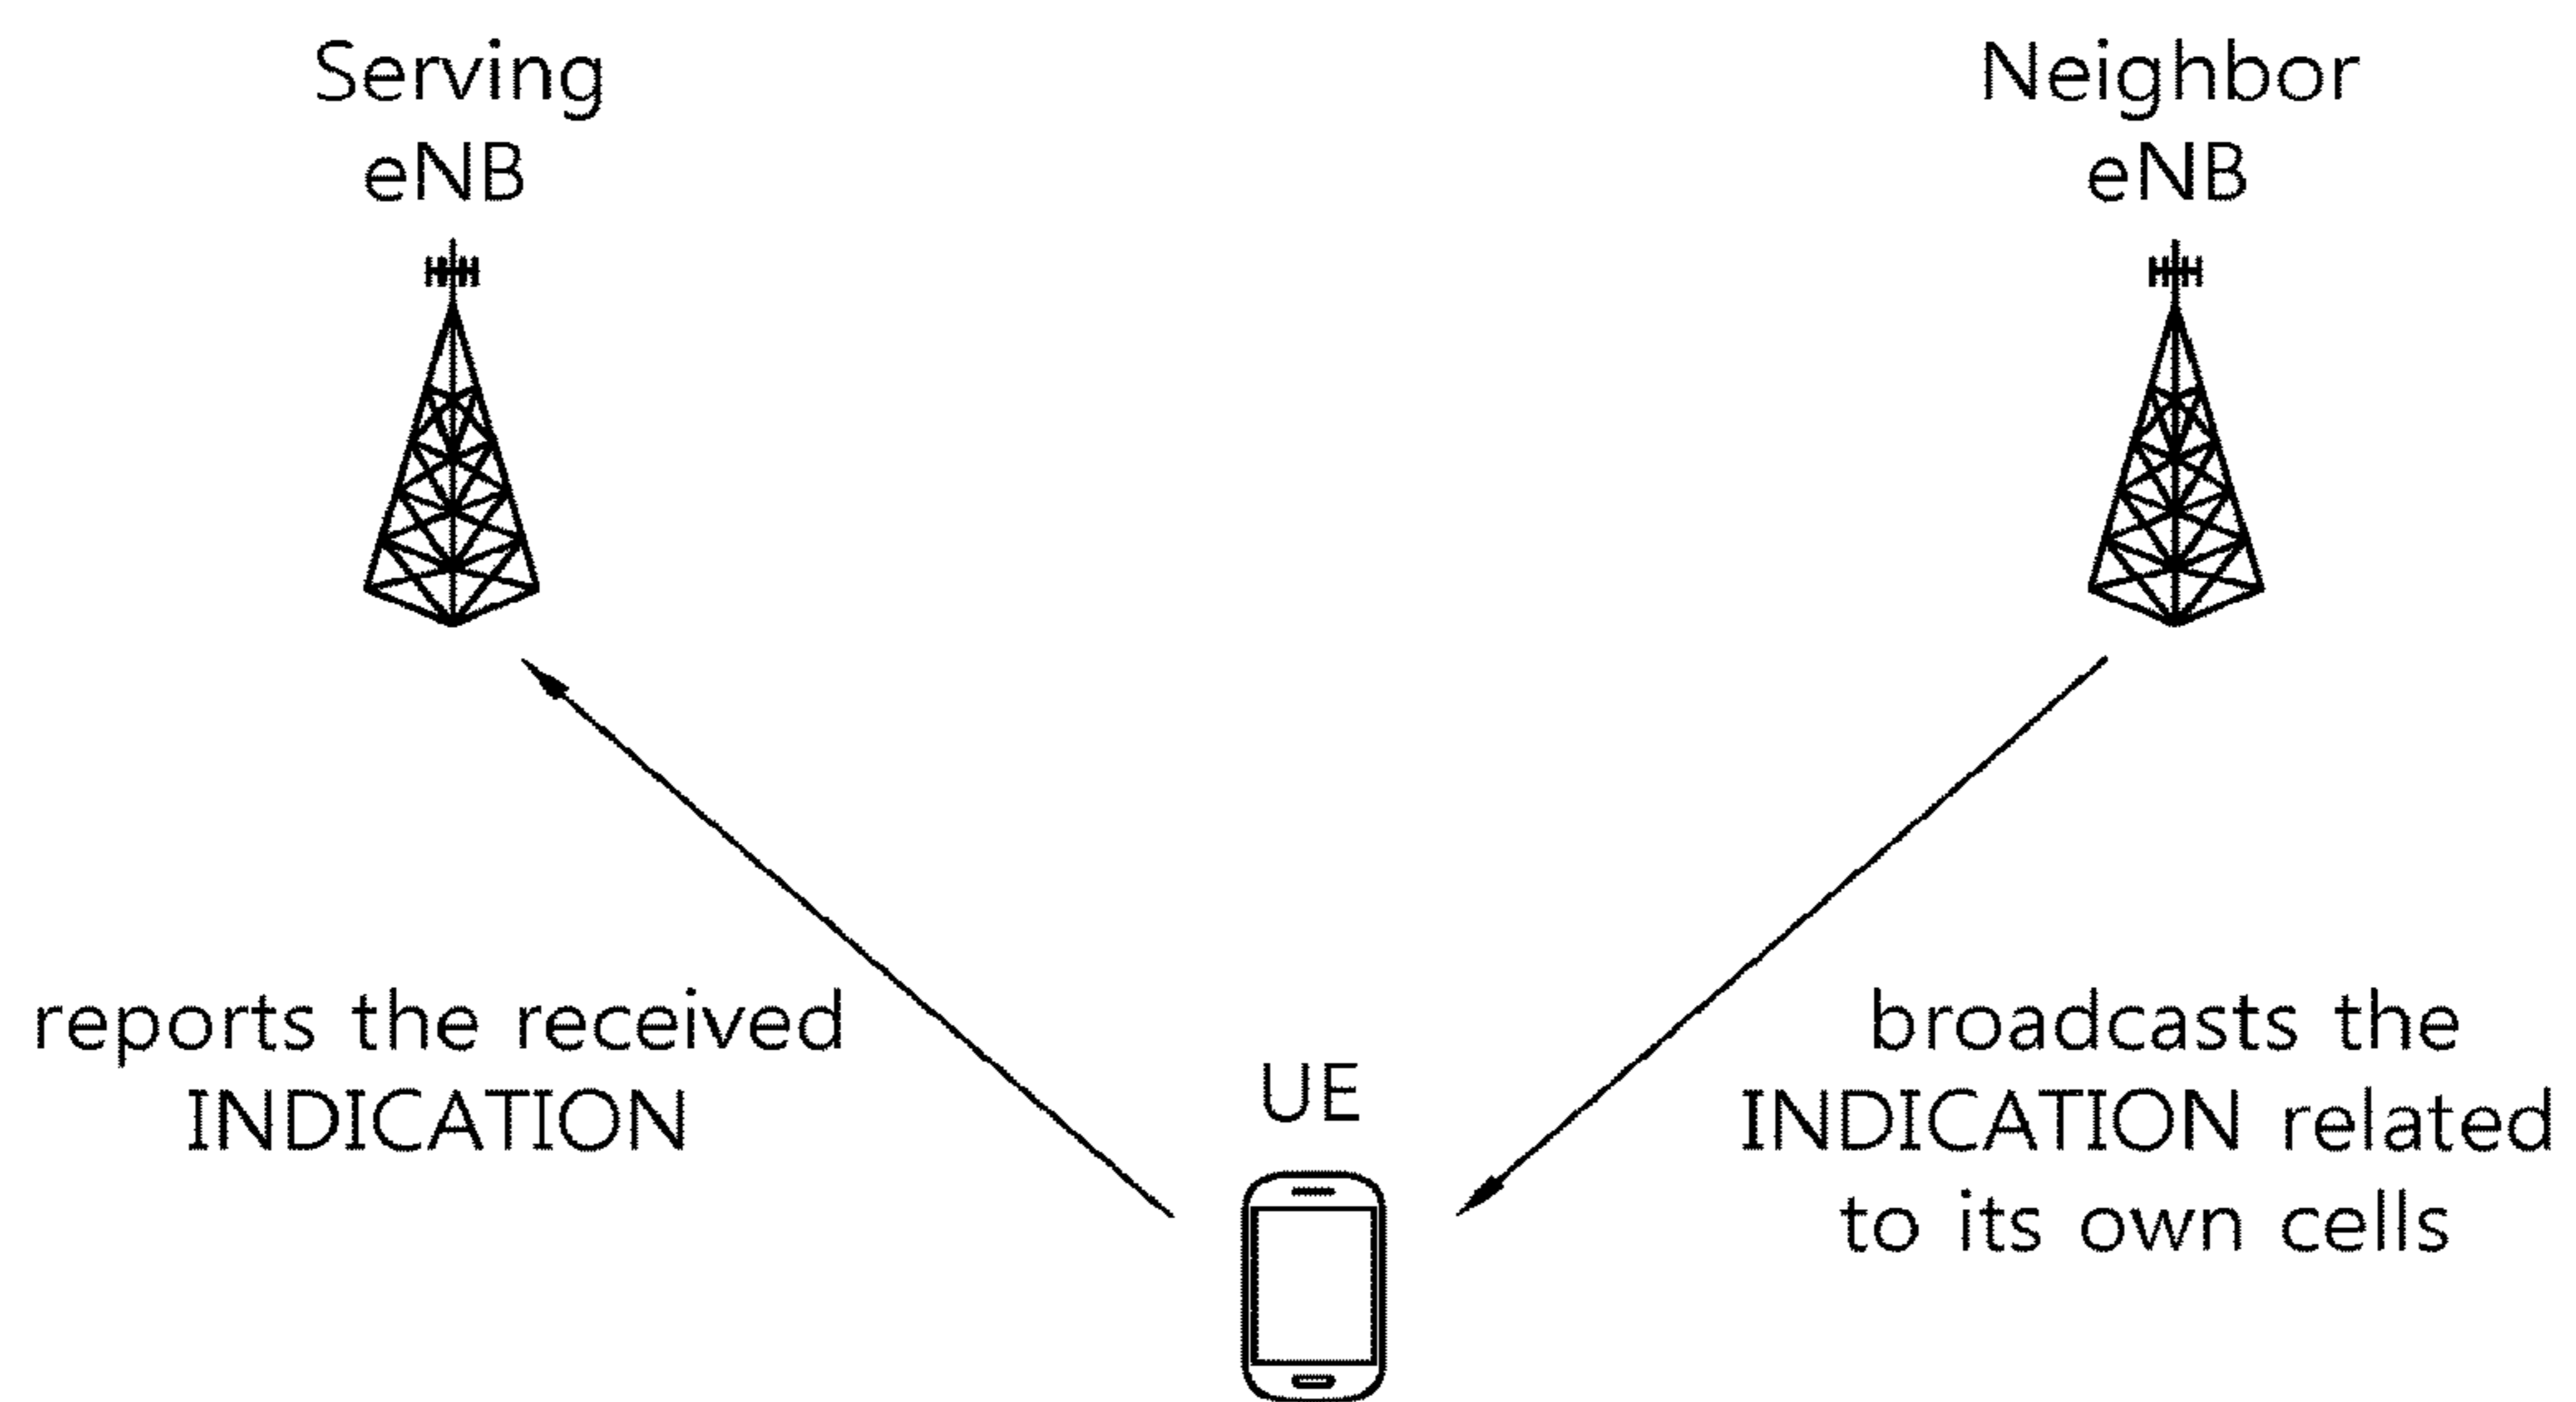 Serving
eNB
Neighbor
eNB
reports the received
INDICATION
UE
broadcasts the
INDICATION related
to its own cells